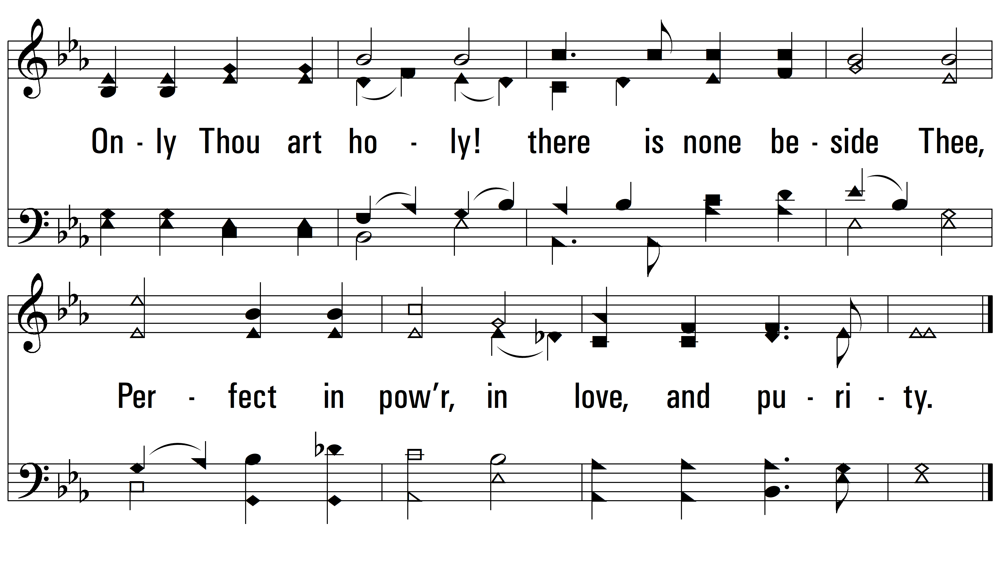 On - ly Thou art ho - ly! there is none be - side Thee,
Per - fect in pow’r, in love, and pu - ri - ty.